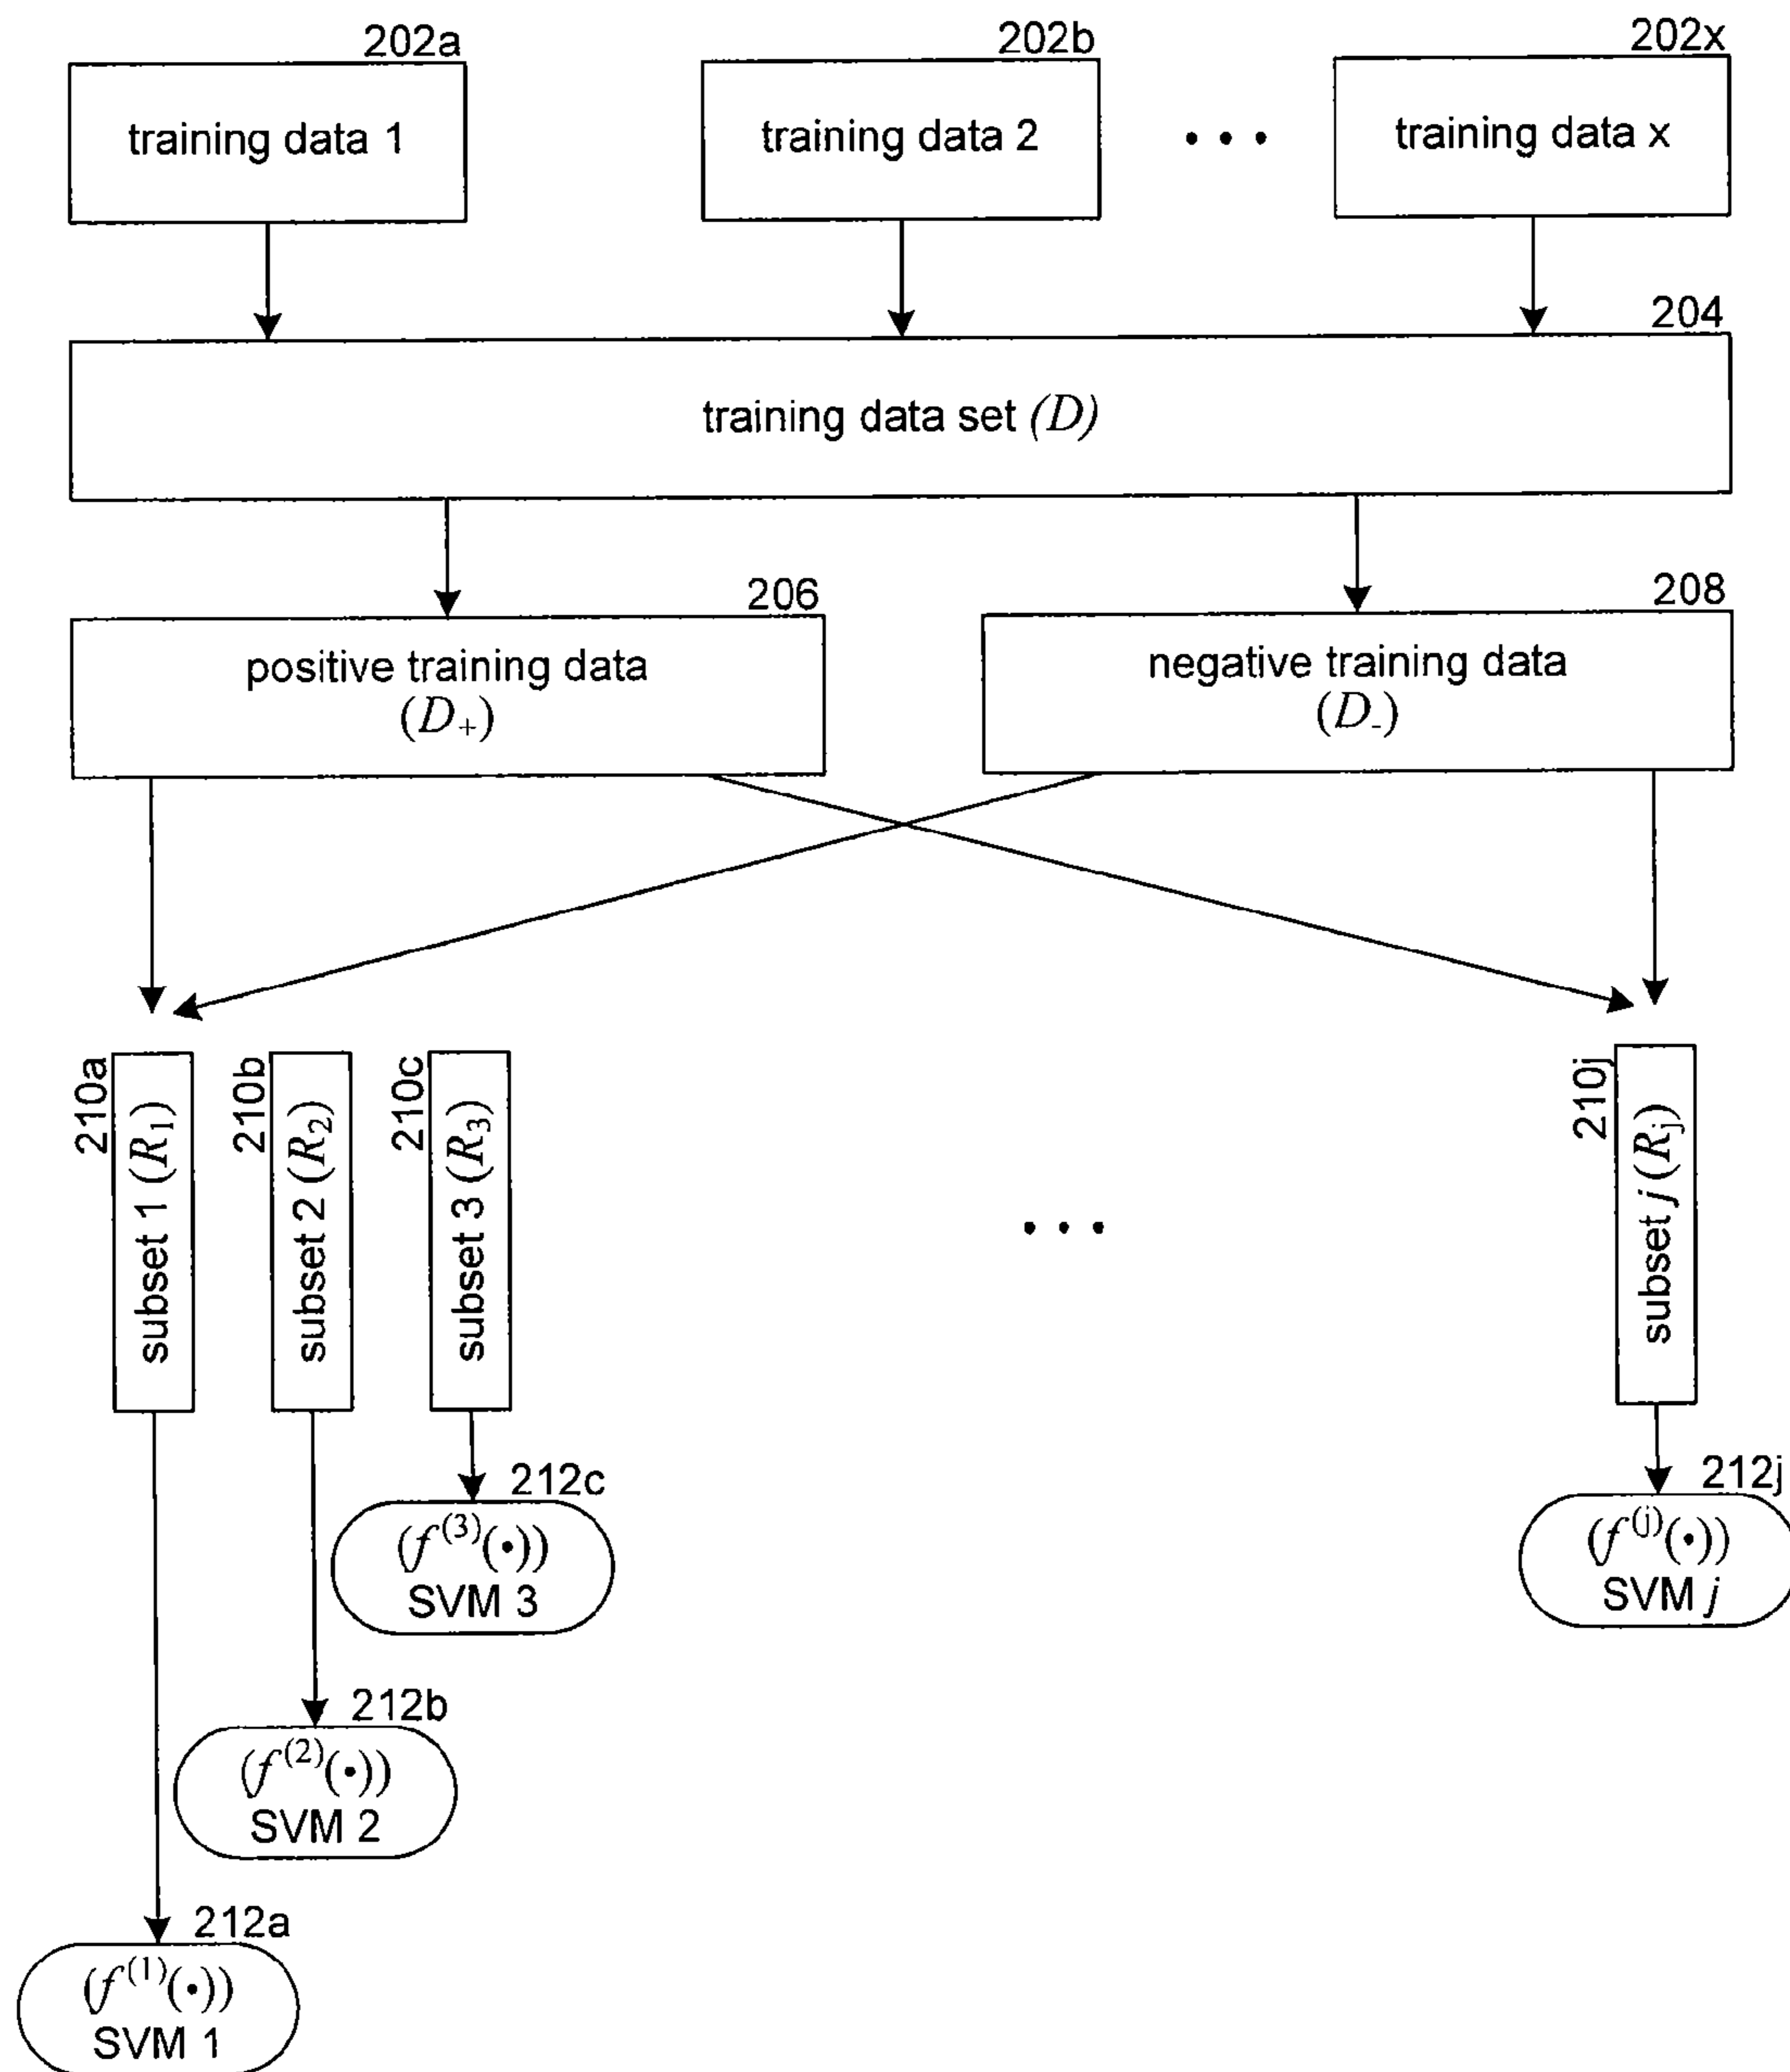 202a
202b
202x
training data 1
training data 2
• • •
training data x
204
training data set (D)
206
208
positive training data
(D₊)
negative training data
(D₋)
210a
subset 1 (R₁)
210b
subset 2 (R₂)
210c
subset 3 (R₃)
• • •
210j
subset j (Rⱼ)
212c
(f⁽³⁾(•))
SVM 3
212j
(f⁽ʲ⁾(•))
SVM j
212b
(f⁽²⁾(•))
SVM 2
212a
(f⁽¹⁾(•))
SVM 1